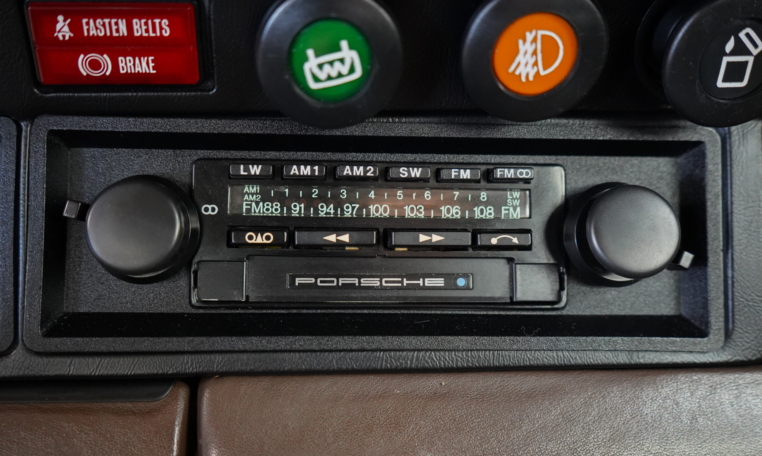 FASTEN BELTS
BRAKE
LW AM1 AM2 SW FM FM
AM1 1 2 3 4 5 6 7 8 LW
AM2 SW
FM88 91 94 97 100 103 106 108 FM
PORSCHE